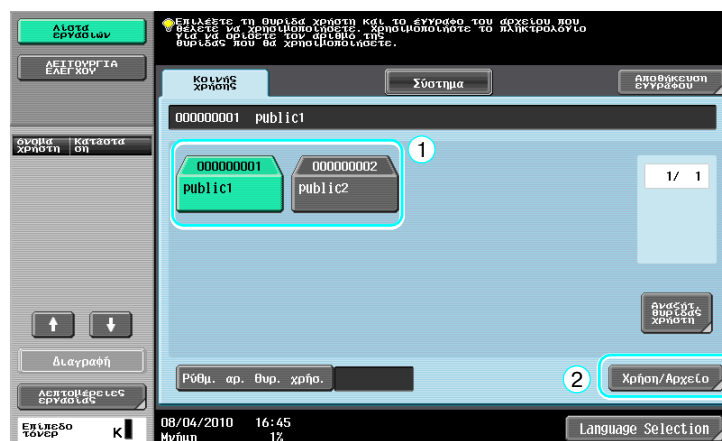 Λίστα
εργασιών
ΛΕΙΤΟΥΡΓΙΑ
ΕΛΕΓΧΟΥ
Επιλέξτε τη θυρίδα χρήστη και το έγγραφο του αρχείου που
θέλετε να χρησιμοποιήσετε. Χρησιμοποιήστε το πληκτρολόγιο
για να ορίσετε τον αριθμό της
θυρίδας που θα χρησιμοποιήσετε.
Κοινής
χρήσης
Σύστημα
Αποθήκευση
εγγράφου
000000001 public1
όνομα
χρήστη
Κατάστα
ση
1
000000001
public1
000000002
public2
1/ 1
Αναζήτ.
θυρίδας
χρήστη
Διαγραφή
Λεπτομέρειες
εργασίας
Ρύθμ. αρ. θυρ. χρήσ.
2
Χρήση/Αρχείο
Επίπεδο
τόνερ
K
08/04/2010 16:45
Μνήμη 1%
Language Selection